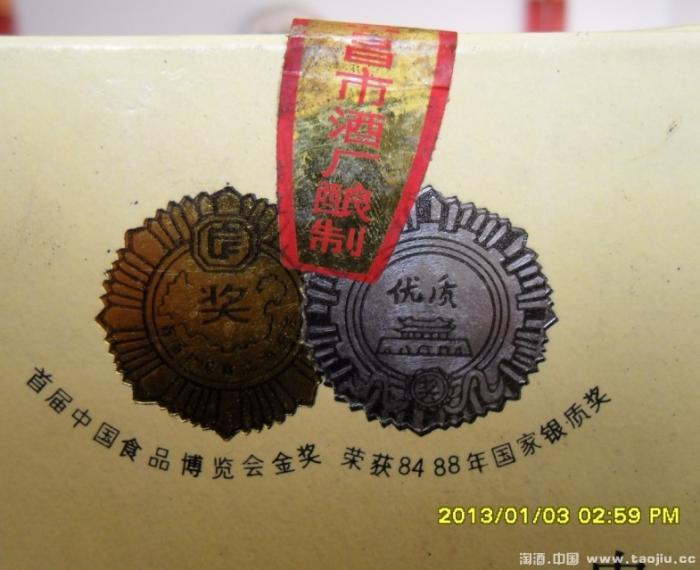 昌市酒厂酿制
奖
优质
奖
首届中国食品博览会金奖 荣获84 88年国家银质奖
2013/01/03 02:59 PM
淘酒.中国 www.taojiu.cc